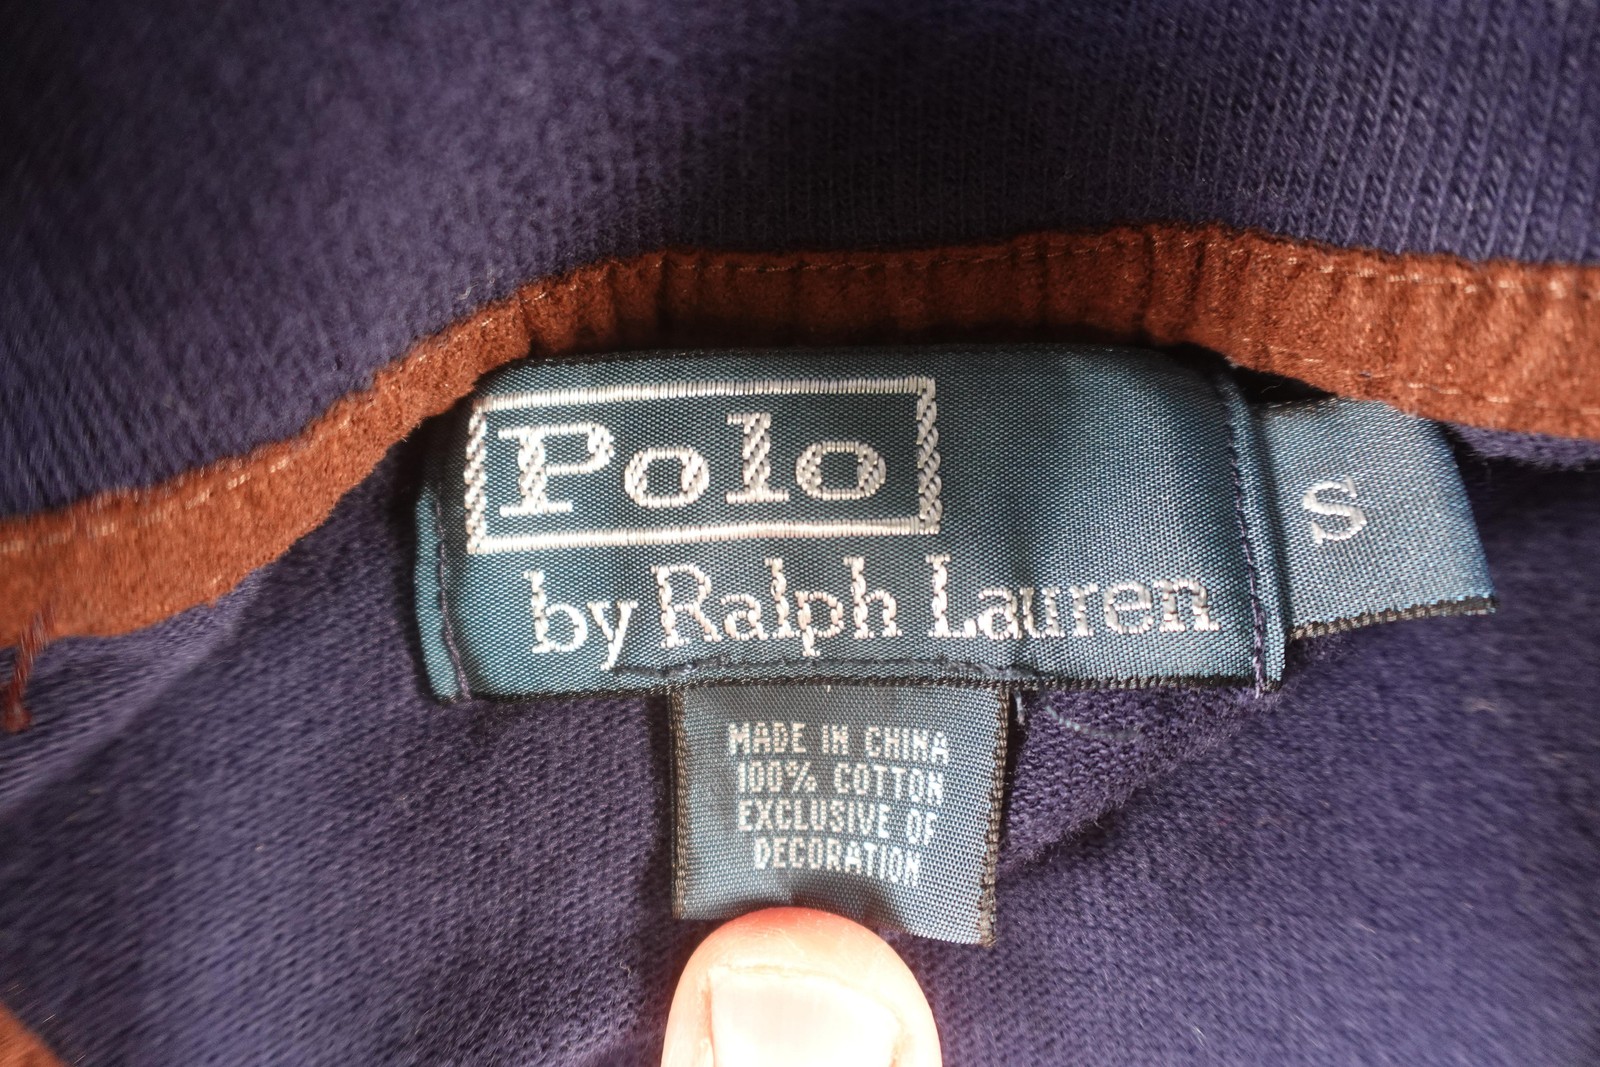 Polo
by Ralph Lauren
S
MADE IN CHINA
100% COTTON
EXCLUSIVE OF
DECORATION